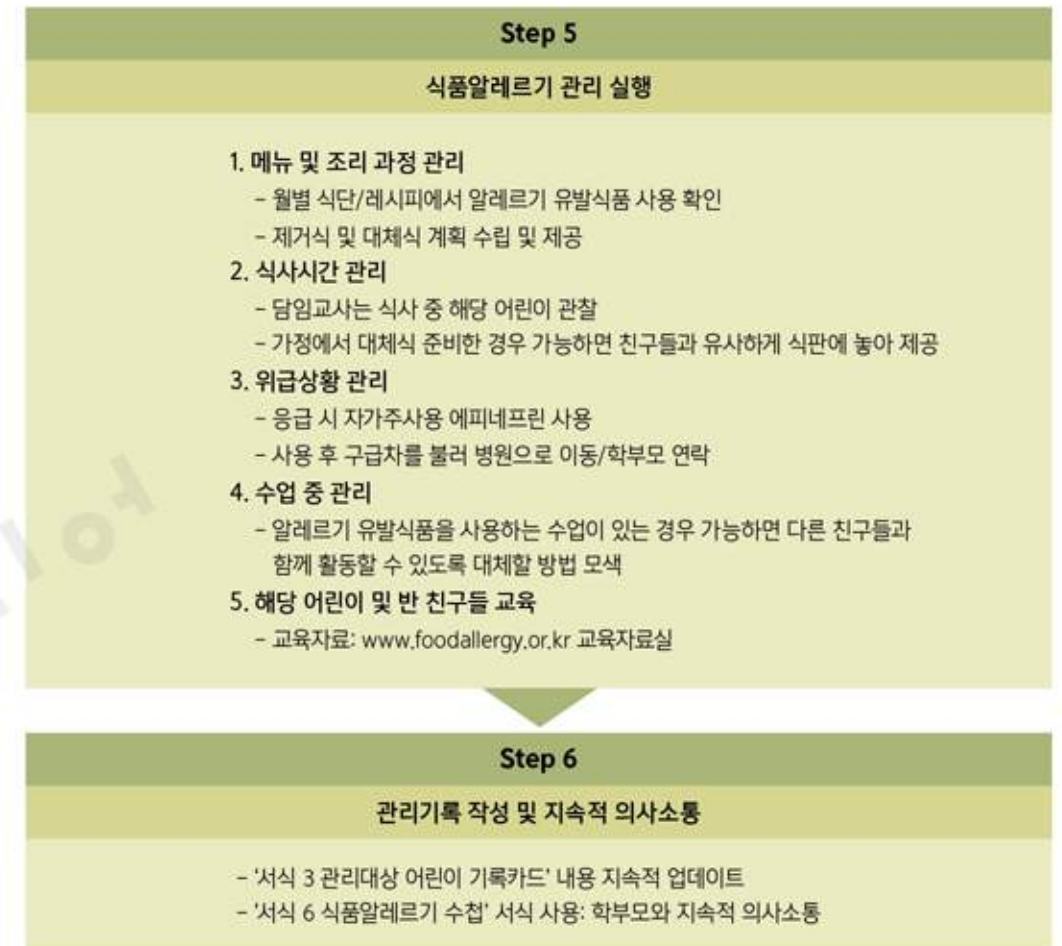 Step 5
식품알레르기 관리 실행
1. 메뉴 및 조리 과정 관리
– 월별 식단/레시피에서 알레르기 유발식품 사용 확인
– 제거식 및 대체식 계획 수립 및 제공
2. 식사시간 관리
– 담임교사는 식사 중 해당 어린이 관찰
– 가정에서 대체식 준비한 경우 가능하면 친구들과 유사하게 식판에 놓아 제공
3. 위급상황 관리
– 응급 시 자가주사용 에피네프린 사용
– 사용 후 구급차를 불러 병원으로 이동/학부모 연락
4. 수업 중 관리
– 알레르기 유발식품을 사용하는 수업이 있는 경우 가능하면 다른 친구들과
함께 활동할 수 있도록 대체할 방법 모색
5. 해당 어린이 및 반 친구들 교육
– 교육자료: www.foodallergy.or.kr 교육자료실
Step 6
관리기록 작성 및 지속적 의사소통
– ‘서식 3 관리대상 어린이 기록카드’ 내용 지속적 업데이트
– ‘서식 6 식품알레르기 수첩’ 서식 사용: 학부모와 지속적 의사소통